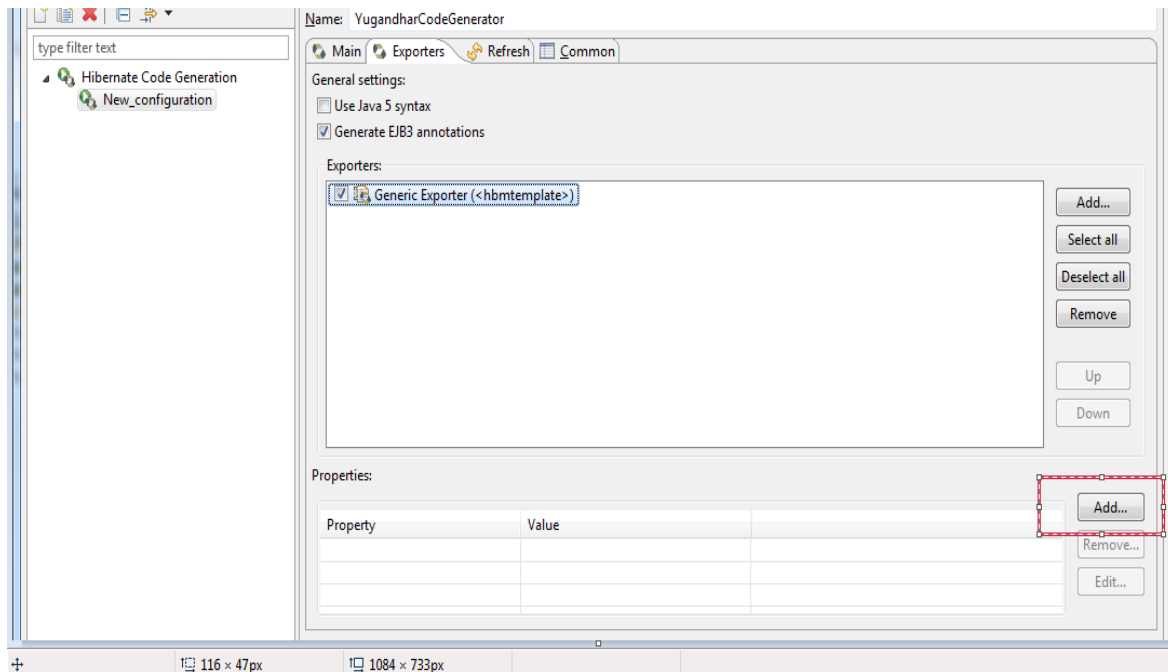 Name: YugandharCodeGenerator
type filter text
Main Exporters Refresh Common
Hibernate Code Generation
New_configuration
General settings:
Use Java 5 syntax
Generate EJB3 annotations
Exporters:
Generic Exporter (<hbmtemplate>)
Add...
Select all
Deselect all
Remove
Up
Down
Properties:
Add...
Property Value
Remove...
Edit...
116 × 47px 1084 × 733px